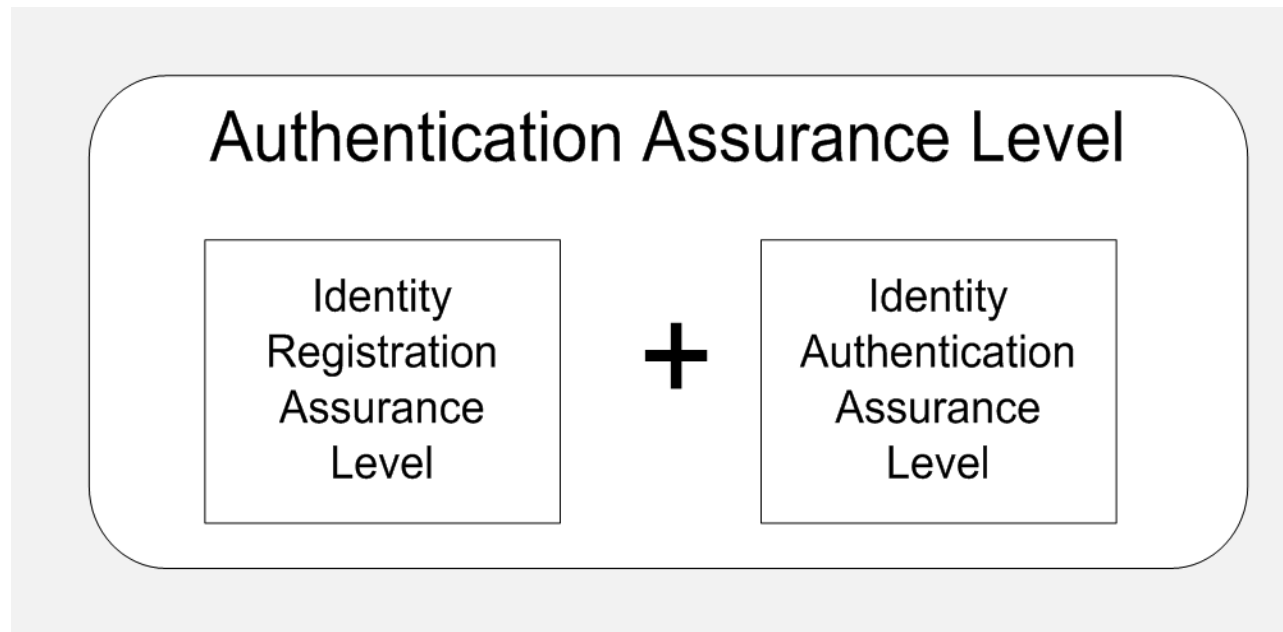 Authentication Assurance Level
Identity
Registration
Assurance
Level
+
Identity
Authentication
Assurance
Level